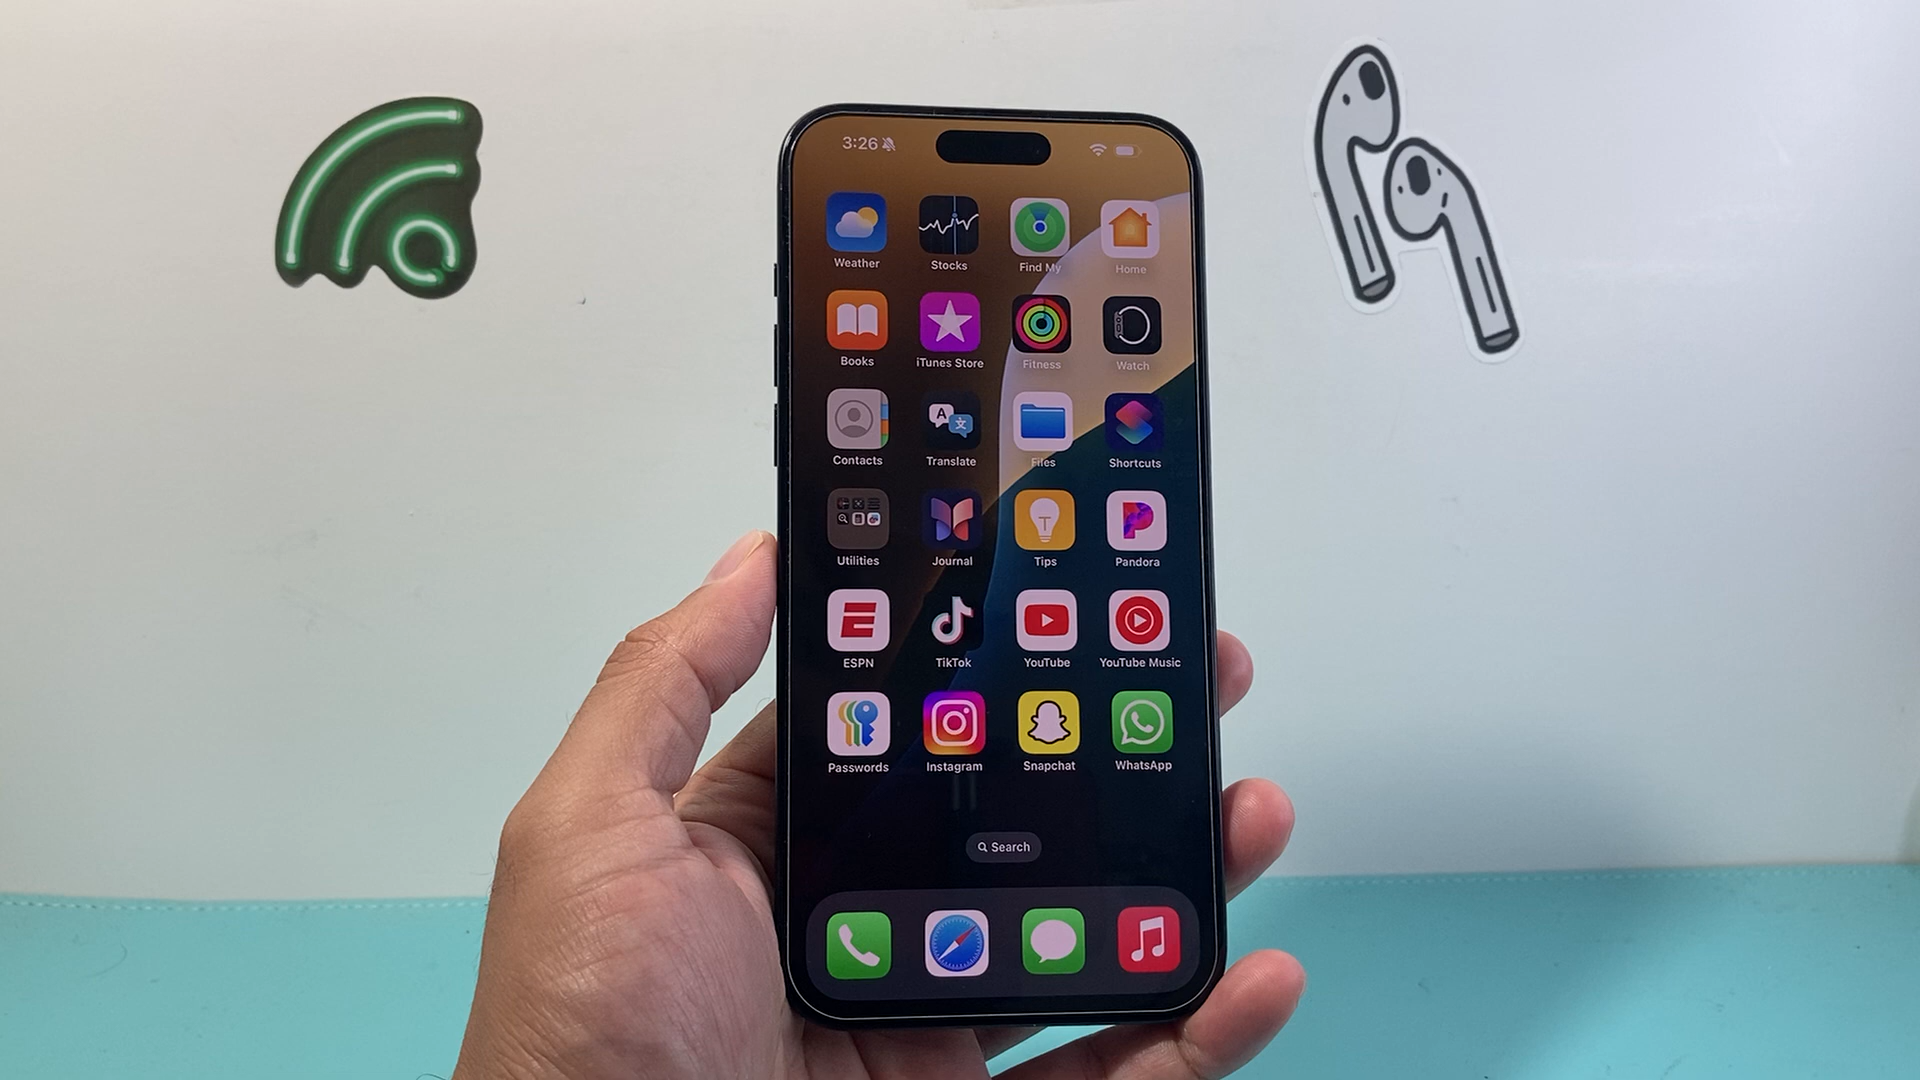 3:26
Weather Stocks Find My Home
Books iTunes Store Fitness Watch
Contacts Translate Files Shortcuts
Utilities Journal Tips Pandora
ESPN TikTok YouTube YouTube Music
Passwords Instagram Snapchat WhatsApp
Search